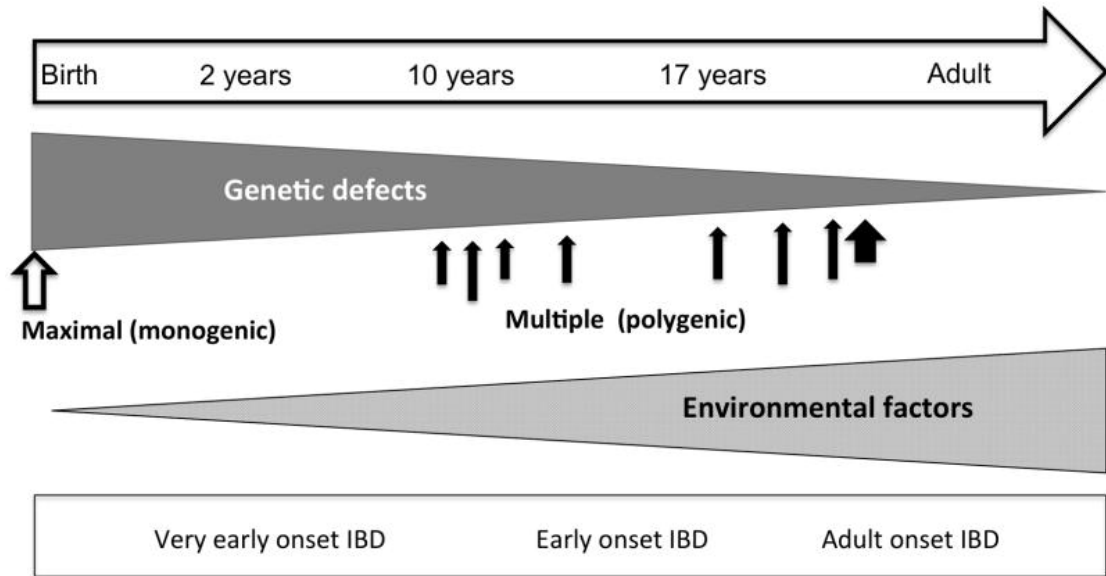 Birth 2 years 10 years 17 years Adult
Genetic defects
Maximal (monogenic)
Multiple (polygenic)
Environmental factors
Very early onset IBD Early onset IBD Adult onset IBD